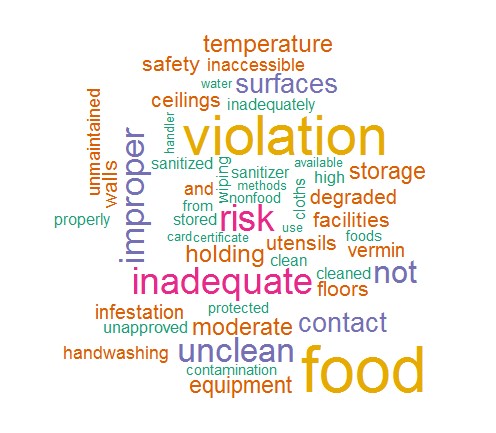 temperature
safety inaccessible
water surfaces
ceilings inadequately
unmaintained
handler
violation
walls
improper
sanitized
wiping
sanitizer
available
high
storage
and
methods
nonfood
cloths
degraded
from
properly
stored
risk
use
facilities
card certificate
utensils
foods
holding
clean
vermin
inadequate
cleaned
not
floors
infestation
protected
unapproved
moderate
contact
handwashing
unclean
food
contamination
equipment